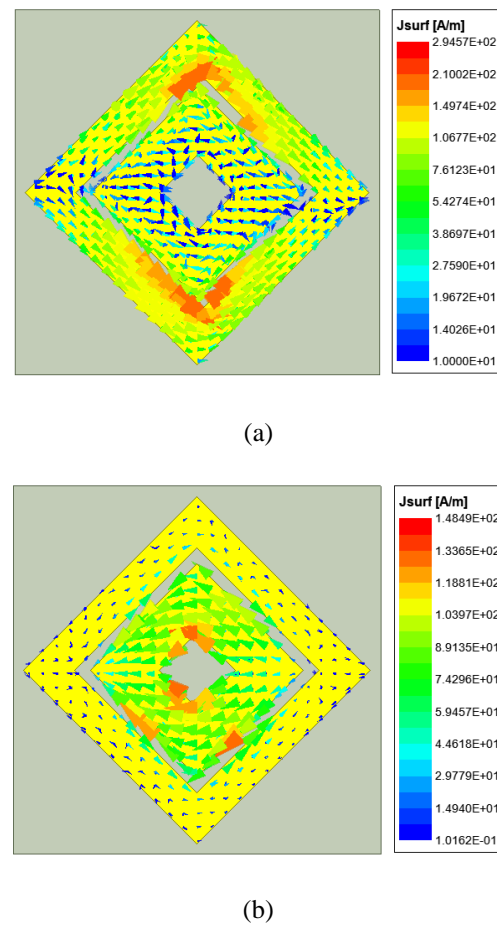 Jsurf [A/m]
2.9457E+02
2.1002E+02
1.4974E+02
1.0677E+02
7.6123E+01
5.4274E+01
3.8697E+01
2.7590E+01
1.9672E+01
1.4026E+01
1.0000E+01
(a)
Jsurf [A/m]
1.4849E+02
1.3365E+02
1.1881E+02
1.0397E+02
8.9135E+01
7.4296E+01
5.9457E+01
4.4618E+01
2.9779E+01
1.4940E+01
1.0162E-01
(b)